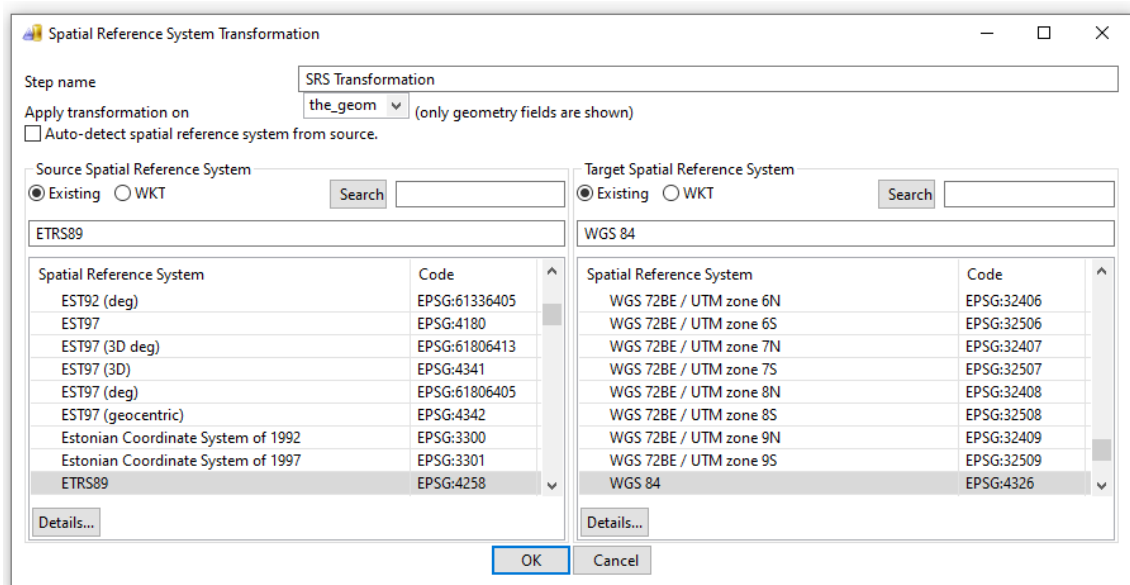 Spatial Reference System Transformation
Step name SRS Transformation
Apply transformation on the_geom (only geometry fields are shown)
Auto-detect spatial reference system from source.
Source Spatial Reference System
Existing WKT Search
ETRS89
Spatial Reference System Code
EST92 (deg) EPSG:61336405
EST97 EPSG:4180
EST97 (3D deg) EPSG:61806413
EST97 (3D) EPSG:4341
EST97 (deg) EPSG:61806405
EST97 (geocentric) EPSG:4342
Estonian Coordinate System of 1992 EPSG:3300
Estonian Coordinate System of 1997 EPSG:3301
ETRS89 EPSG:4258
Details...
Target Spatial Reference System
Existing WKT Search
WGS 84
Spatial Reference System Code
WGS 72BE / UTM zone 6N EPSG:32406
WGS 72BE / UTM zone 6S EPSG:32506
WGS 72BE / UTM zone 7N EPSG:32407
WGS 72BE / UTM zone 7S EPSG:32507
WGS 72BE / UTM zone 8N EPSG:32408
WGS 72BE / UTM zone 8S EPSG:32508
WGS 72BE / UTM zone 9N EPSG:32409
WGS 72BE / UTM zone 9S EPSG:32509
WGS 84 EPSG:4326
Details...
OK Cancel